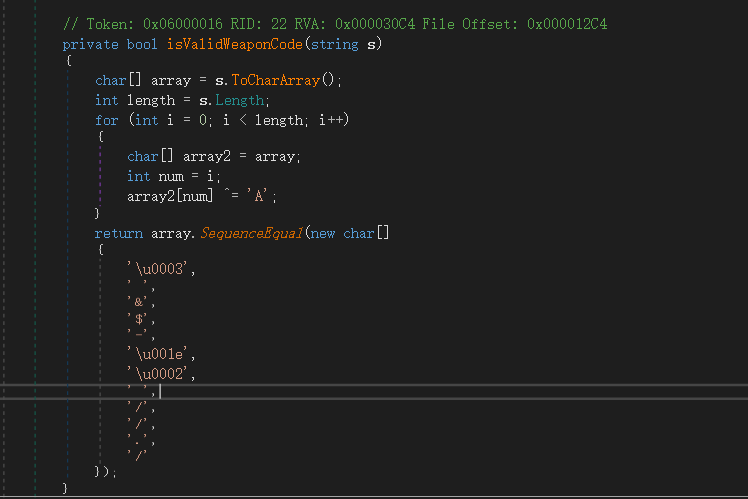 // Token: 0x06000016 RID: 22 RVA: 0x000030C4 File Offset: 0x000012C4
private bool isValidWeaponCode(string s)
{
char[] array = s.ToCharArray();
int length = s.Length;
for (int i = 0; i < length; i++)
{
char[] array2 = array;
int num = i;
array2[num] ^= 'A';
}
return array.SequenceEqual(new char[]
{
'\u0003',
' ',
'&',
'$',
'-',
'\u001e',
'\u0002',
' ',
'/',
'/',
'.',
'/'
});
}